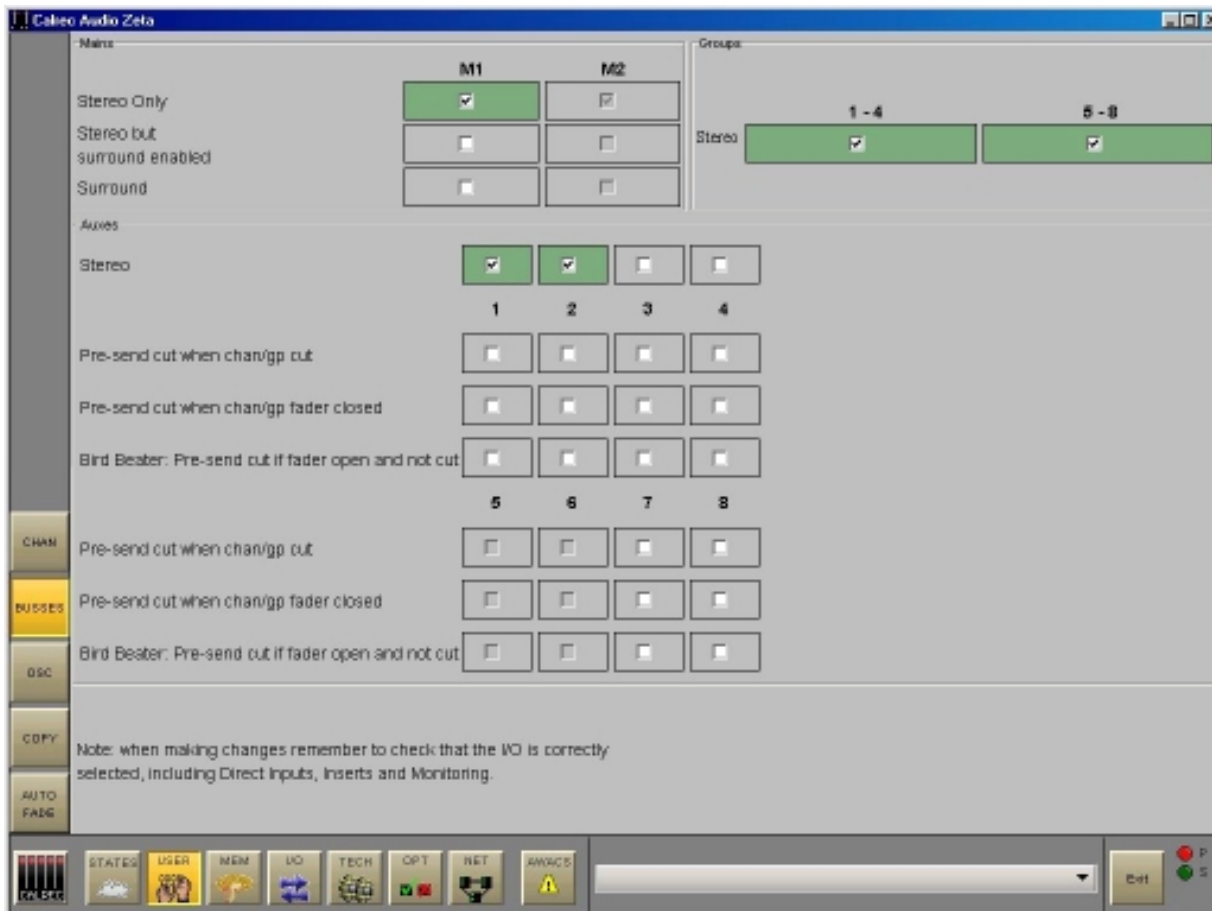 Calrec Audio Zeta
Mains
M1 M2
Stereo Only
Stereo but
surround enabled
Surround
Groups
1 - 4 5 - 8
Stereo
Auxes
Stereo
1 2 3 4
Pre-send cut when chan/gp cut
Pre-send cut when chan/gp fader closed
Bird Beater: Pre-send cut if fader open and not cut
5 6 7 8
Pre-send cut when chan/gp cut
Pre-send cut when chan/gp fader closed
Bird Beater: Pre-send cut if fader open and not cut
CHAN
BUSSES
OSC
COPY
AUTO
FADE
Note: when making changes remember to check that the I/O is correctly
selected, including Direct Inputs, Inserts and Monitoring.
CALREC
STATES USER MEM I/O TECH OPT NET AWACS
Exit
P
S